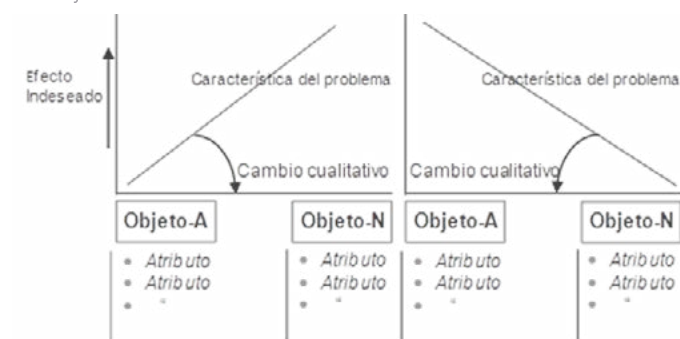 Efecto
Indeseado
Característica del problema
Cambio cualitativo
Característica del problema
Cambio cualitativo
Objeto-A
Objeto-N
Objeto-A
Objeto-N
• Atributo
• Atributo
• "
• Atributo
• Atributo
• "
• Atributo
• Atributo
• "
• Atributo
• Atributo
• "